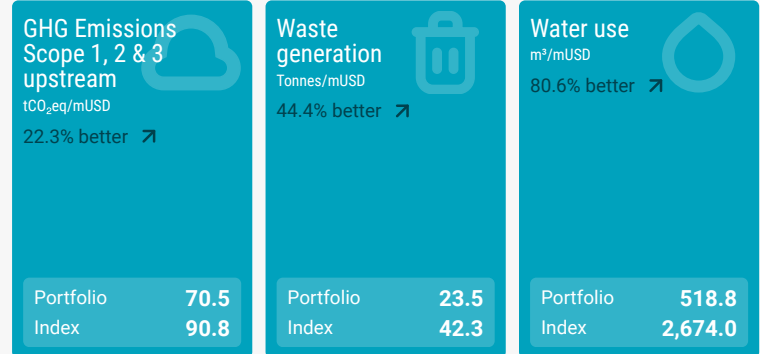 GHG Emissions
Scope 1, 2 & 3
upstream
tCO₂eq/mUSD
22.3% better
Portfolio 70.5
Index 90.8
Waste
generation
Tonnes/mUSD
44.4% better
Portfolio 23.5
Index 42.3
Water use
m³/mUSD
80.6% better
Portfolio 518.8
Index 2,674.0